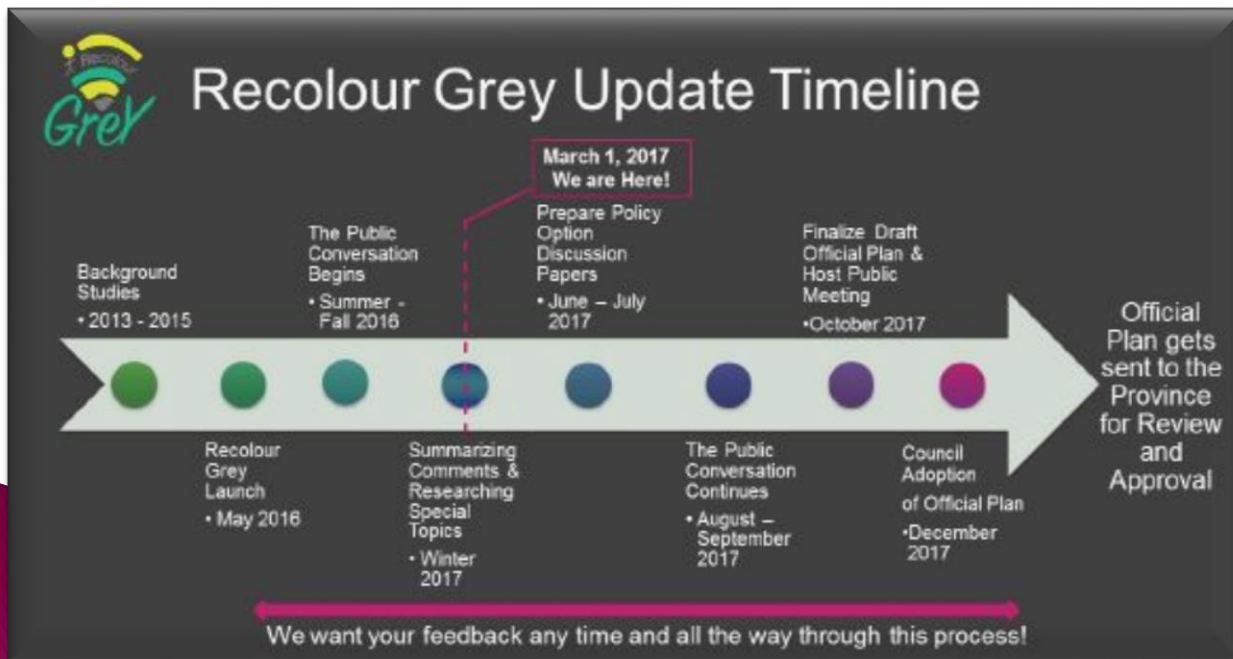 Recolour
Grey
Recolour Grey Update Timeline
March 1, 2017
We are Here!
Background
Studies
• 2013 - 2015
Recolour
Grey
Launch
• May 2016
The Public
Conversation
Begins
• Summer -
Fall 2016
Summarizing
Comments &
Researching
Special
Topics
• Winter
2017
Prepare Policy
Option
Discussion
Papers
• June – July
2017
The Public
Conversation
Continues
• August –
September
2017
Finalize Draft
Official Plan &
Host Public
Meeting
•October 2017
Council
Adoption
of Official Plan
•December
2017
Official
Plan gets
sent to the
Province
for Review
and
Approval
We want your feedback any time and all the way through this process!